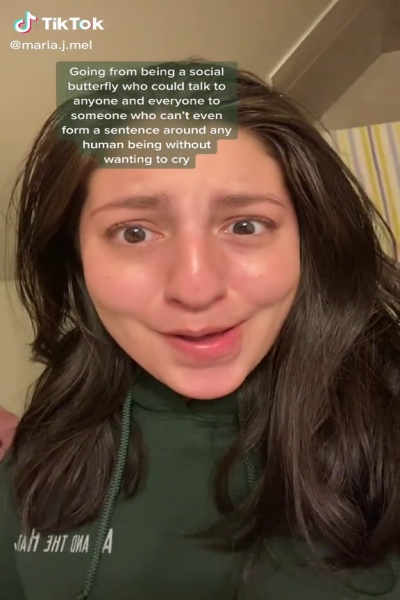 TikTok
@maria.j.mel
Going from being a social
butterfly who could talk to
anyone and everyone to
someone who can't even
form a sentence around any
human being without
wanting to cry
A AND THE HA